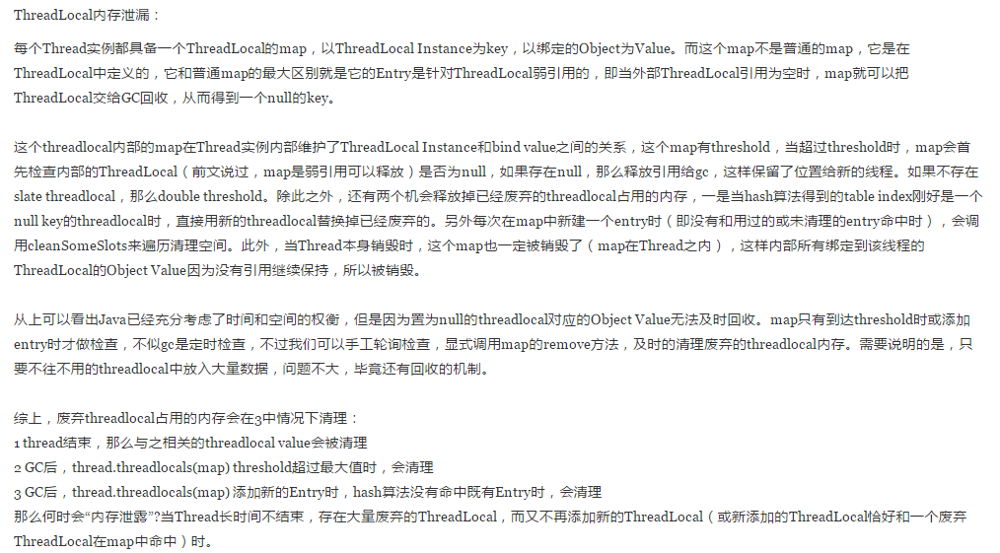 ThreadLocal内存泄漏：
每个Thread实例都具备一个ThreadLocal的map，以ThreadLocal Instance为key，以绑定的Object为Value。而这个map不是普通的map，它是在
ThreadLocal中定义的，它和普通map的最大区别就是它的Entry是针对ThreadLocal弱引用的，即当外部ThreadLocal引用为空时，map就可以把
ThreadLocal交给GC回收，从而得到一个null的key。
这个threadlocal内部的map在Thread实例内部维护了ThreadLocal Instance和bind value之间的关系，这个map有threshold，当超过threshold时，map会首
先检查内部的ThreadLocal（前文说过，map是弱引用可以释放）是否为null，如果存在null，那么释放引用给gc，这样保留了位置给新的线程。如果不存在
slate threadlocal，那么double threshold。除此之外，还有两个机会释放掉已经废弃的threadlocal占用的内存，一是当hash算法得到的table index刚好是一个
null key的threadlocal时，直接用新的threadlocal替换掉已经废弃的。另外每次在map中新建一个entry时（即没有和用过的或未清理的entry命中时），会调
用cleanSomeSlots来遍历清理空间。此外，当Thread本身销毁时，这个map也一定被销毁了（map在Thread之内），这样内部所有绑定到该线程的
ThreadLocal的Object Value因为没有引用继续保持，所以被销毁。
从上可以看出Java已经充分考虑了时间和空间的权衡，但是因为置为null的threadlocal对应的Object Value无法及时回收。map只有到达threshold时或添加
entry时才做检查，不似gc是定时检查，不过我们可以手工轮询检查，显式调用map的remove方法，及时的清理废弃的threadlocal内存。需要说明的是，只
要不往不用的threadlocal中放入大量数据，问题不大，毕竟还有回收的机制。
综上，废弃threadlocal占用的内存会在3中情况下清理：
1 thread结束，那么与之相关的threadlocal value会被清理
2 GC后，thread.threadlocals(map) threshold超过最大值时，会清理
3 GC后，thread.threadlocals(map) 添加新的Entry时，hash算法没有命中既有Entry时，会清理
那么何时会“内存泄露”?当Thread长时间不结束，存在大量废弃的ThreadLocal，而又不再添加新的ThreadLocal（或新添加的ThreadLocal恰好和一个废弃
ThreadLocal在map中命中）时。